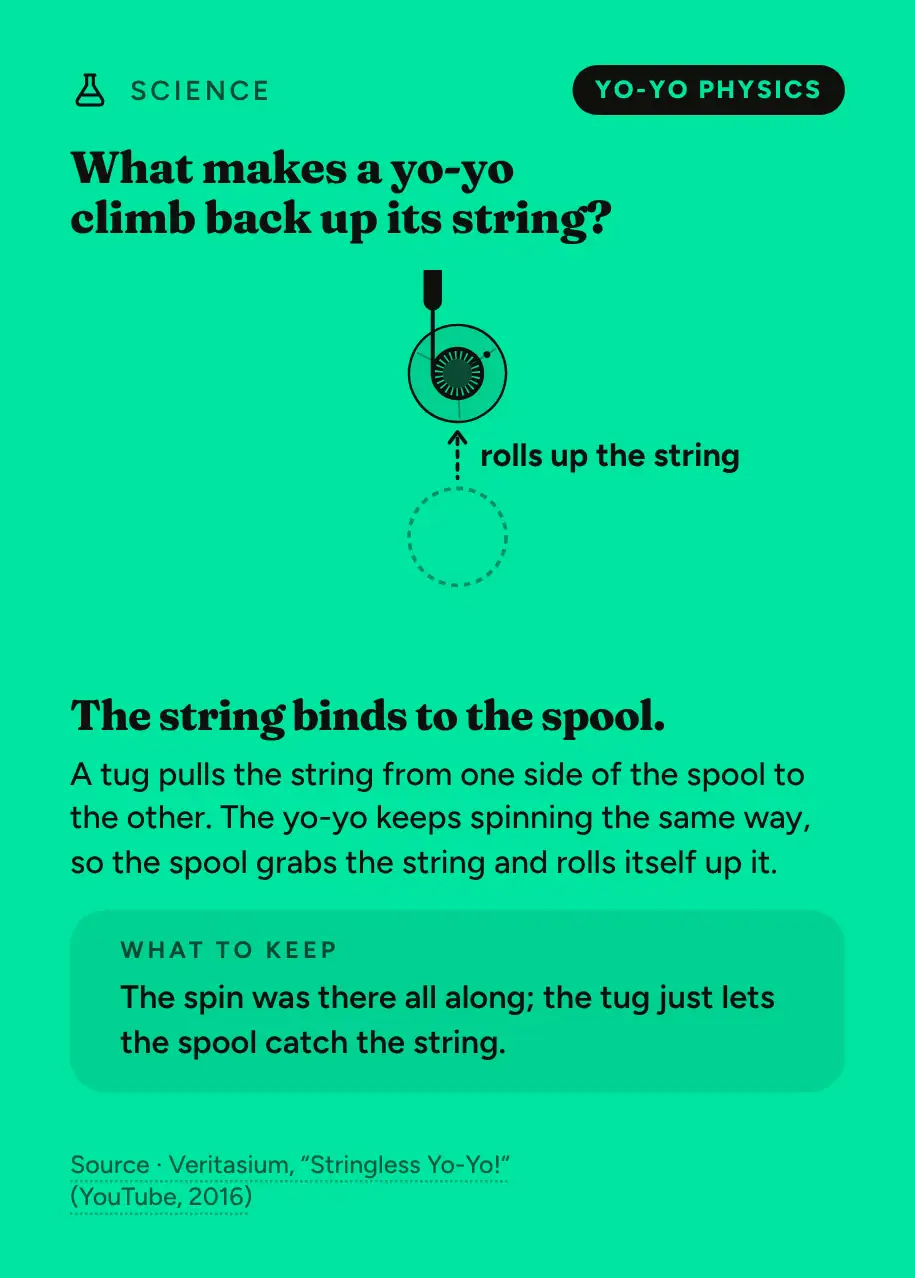 SCIENCE
YO-YO PHYSICS
What makes a yo-yo
climb back up its string?
rolls up the string
The string binds to the spool.
A tug pulls the string from one side of the spool to
the other. The yo-yo keeps spinning the same way,
so the spool grabs the string and rolls itself up it.
WHAT TO KEEP
The spin was there all along; the tug just lets
the spool catch the string.
Source · Veritasium, “Stringless Yo-Yo!”
(YouTube, 2016)